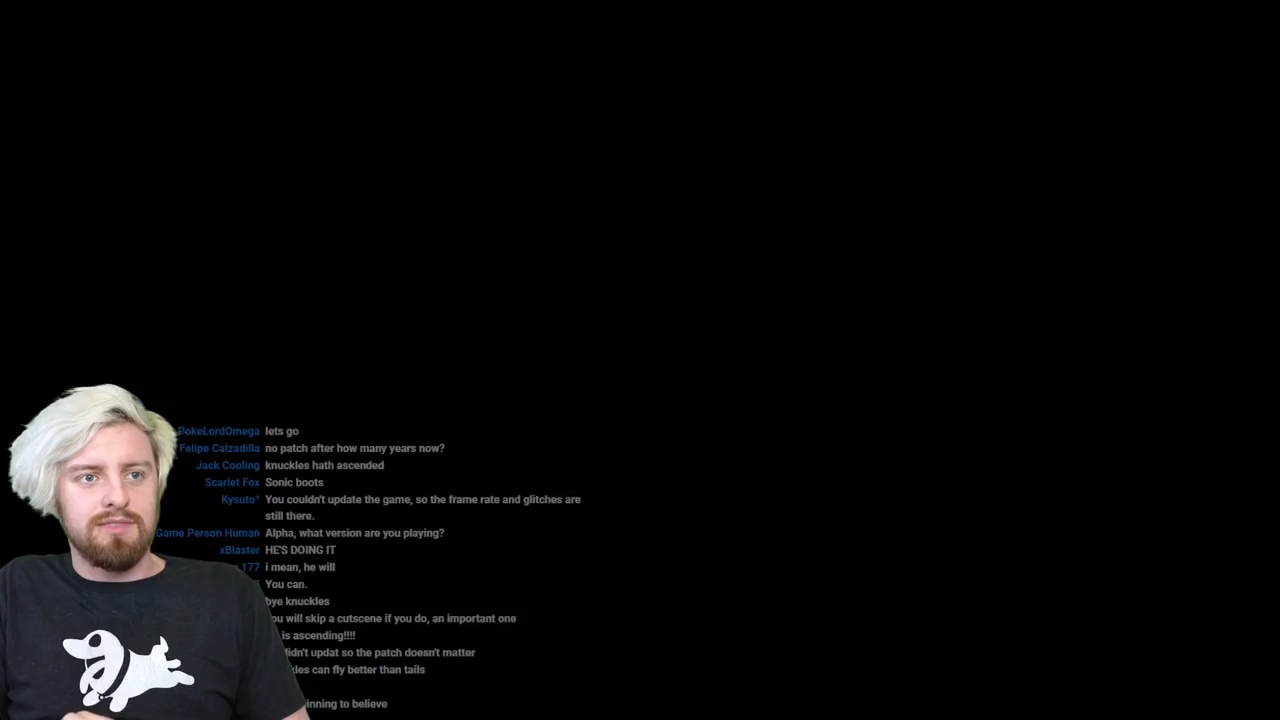 PokeLordOmega lets go
Felipe Calzadilla no patch after how many years now?
Jack Cooling knuckles hath ascended
Scarlet Fox Sonic boots
Kysuto* You couldn't update the game, so the frame rate and glitches are
still there.
Game Person Human Alpha, what version are you playing?
xBlaster HE'S DOING IT
177 i mean, he will
You can.
bye knuckles
will skip a cutscene if you do, an important one
is ascending!!!!
updat so the patch doesn't matter
can fly better than tails
to believe